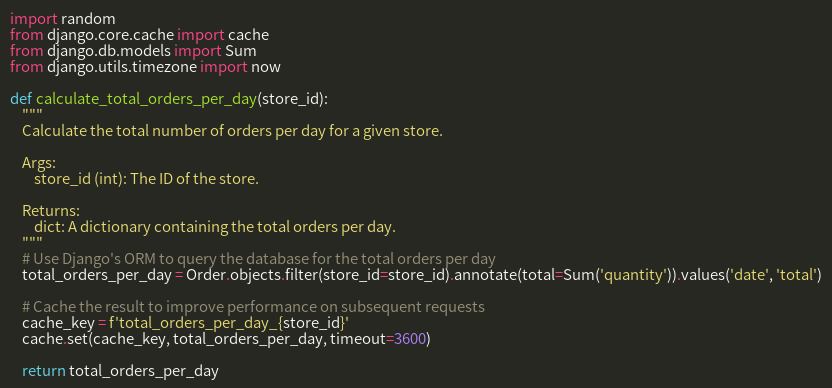 import random
from django.core.cache import cache
from django.db.models import Sum
from django.utils.timezone import now

def calculate_total_orders_per_day(store_id):
    """
    Calculate the total number of orders per day for a given store.

    Args:
        store_id (int): The ID of the store.

    Returns:
        dict: A dictionary containing the total orders per day.
    """
    # Use Django's ORM to query the database for the total orders per day
    total_orders_per_day = Order.objects.filter(store_id=store_id).annotate(total=Sum('quantity')).values('date', 'total')

    # Cache the result to improve performance on subsequent requests
    cache_key = f'total_orders_per_day_{store_id}'
    cache.set(cache_key, total_orders_per_day, timeout=3600)

    return total_orders_per_day